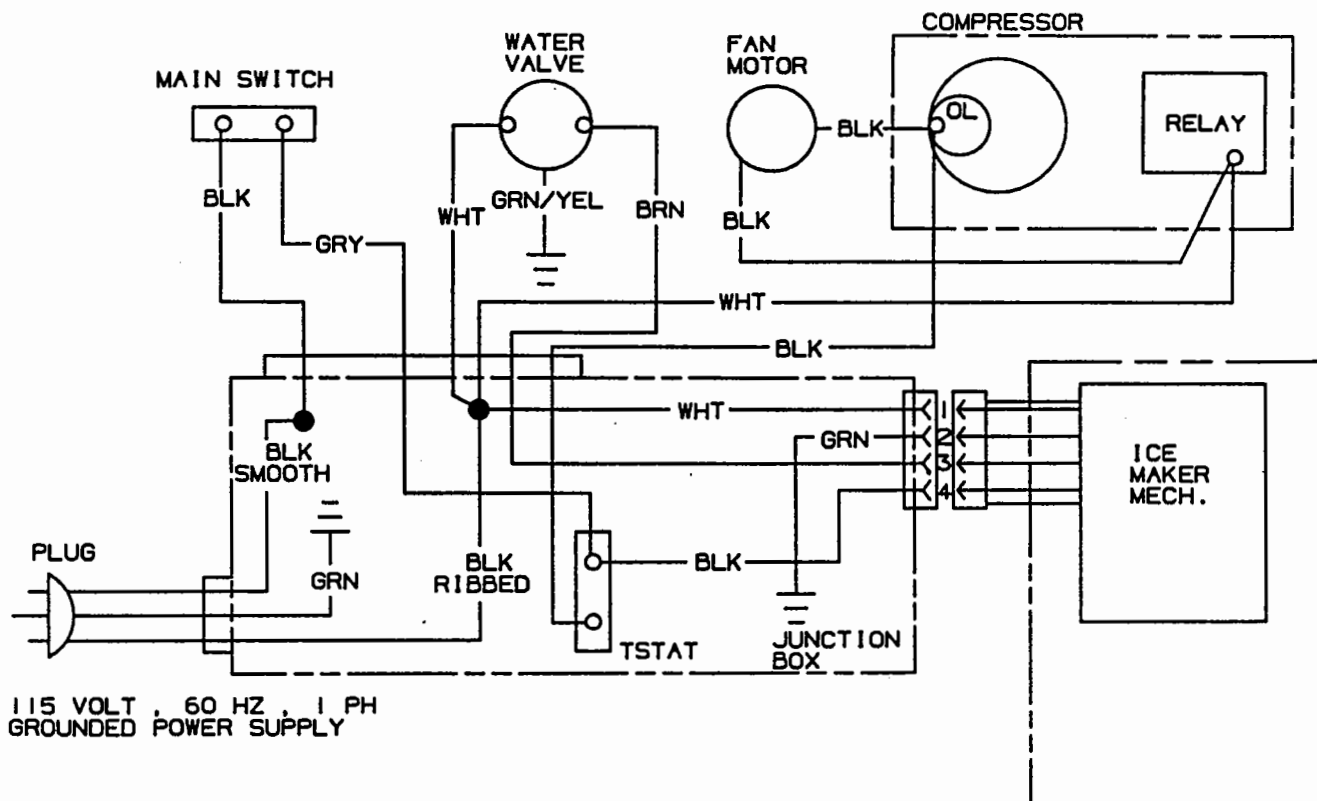 COMPRESSOR
WATER
VALVE
FAN
MOTOR
MAIN SWITCH
OL
RELAY
BLK
BLK
WHT
GRN/YEL
BRN
BLK
GRY
WHT
BLK
WHT
1
GRN
2
BLK
SMOOTH
3
ICE
MAKER
MECH.
4
PLUG
GRN
BLK
RIBBED
BLK
TSTAT
JUNCTION
BOX
115 VOLT , 60 HZ , 1 PH
GROUNDED POWER SUPPLY